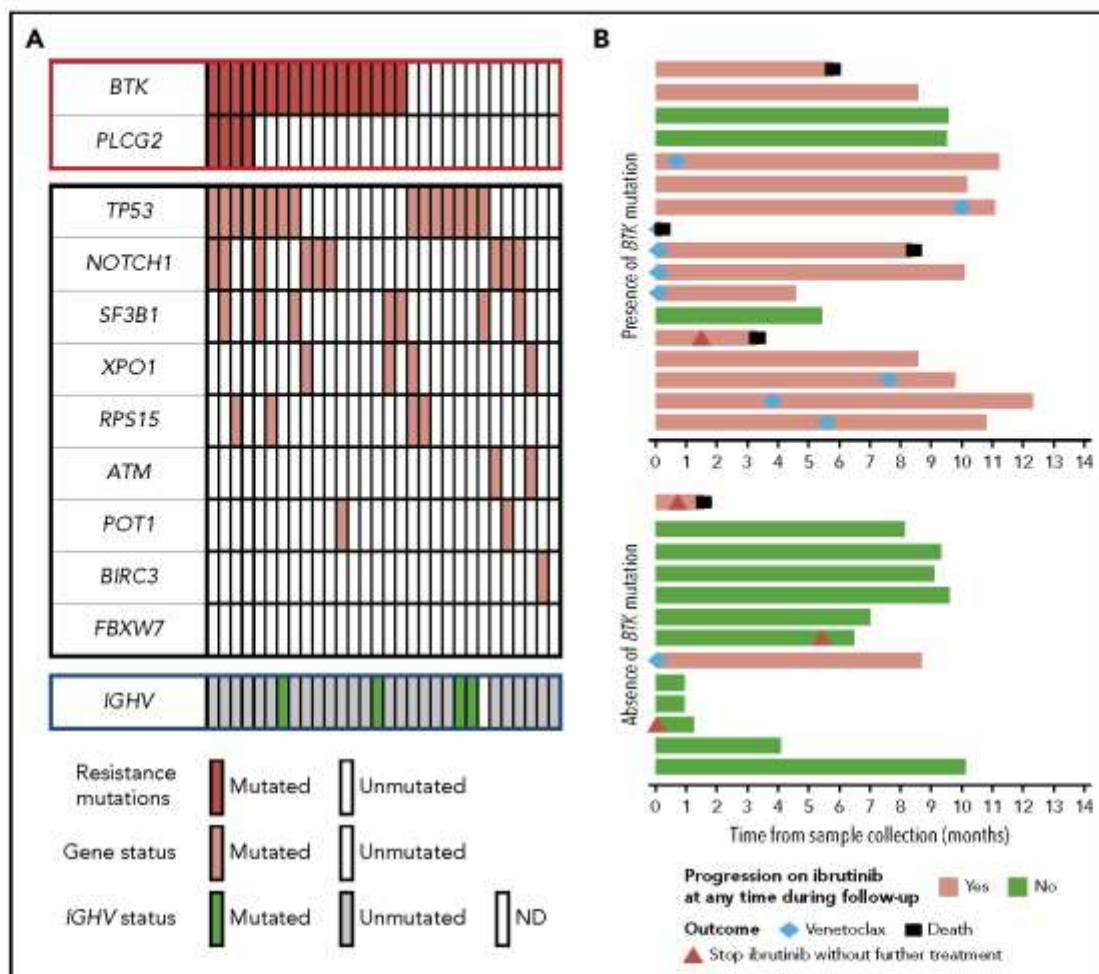 A
BTK
PLCG2
TP53
NOTCH1
SF3B1
XPO1
RPS15
ATM
POT1
BIRC3
FBXW7
IGHV
Resistance mutations
Mutated
Unmutated
Gene status
Mutated
Unmutated
IGHV status
Mutated
Unmutated
ND
B
Presence of BTK mutation
0 1 2 3 4 5 6 7 8 9 10 11 12 13 14
Absence of BTK mutation
0 1 2 3 4 5 6 7 8 9 10 11 12 13 14
Time from sample collection (months)
Progression on ibrutinib
at any time during follow-up
Yes
No
Outcome
Venetoclax
Death
Stop ibrutinib without further treatment